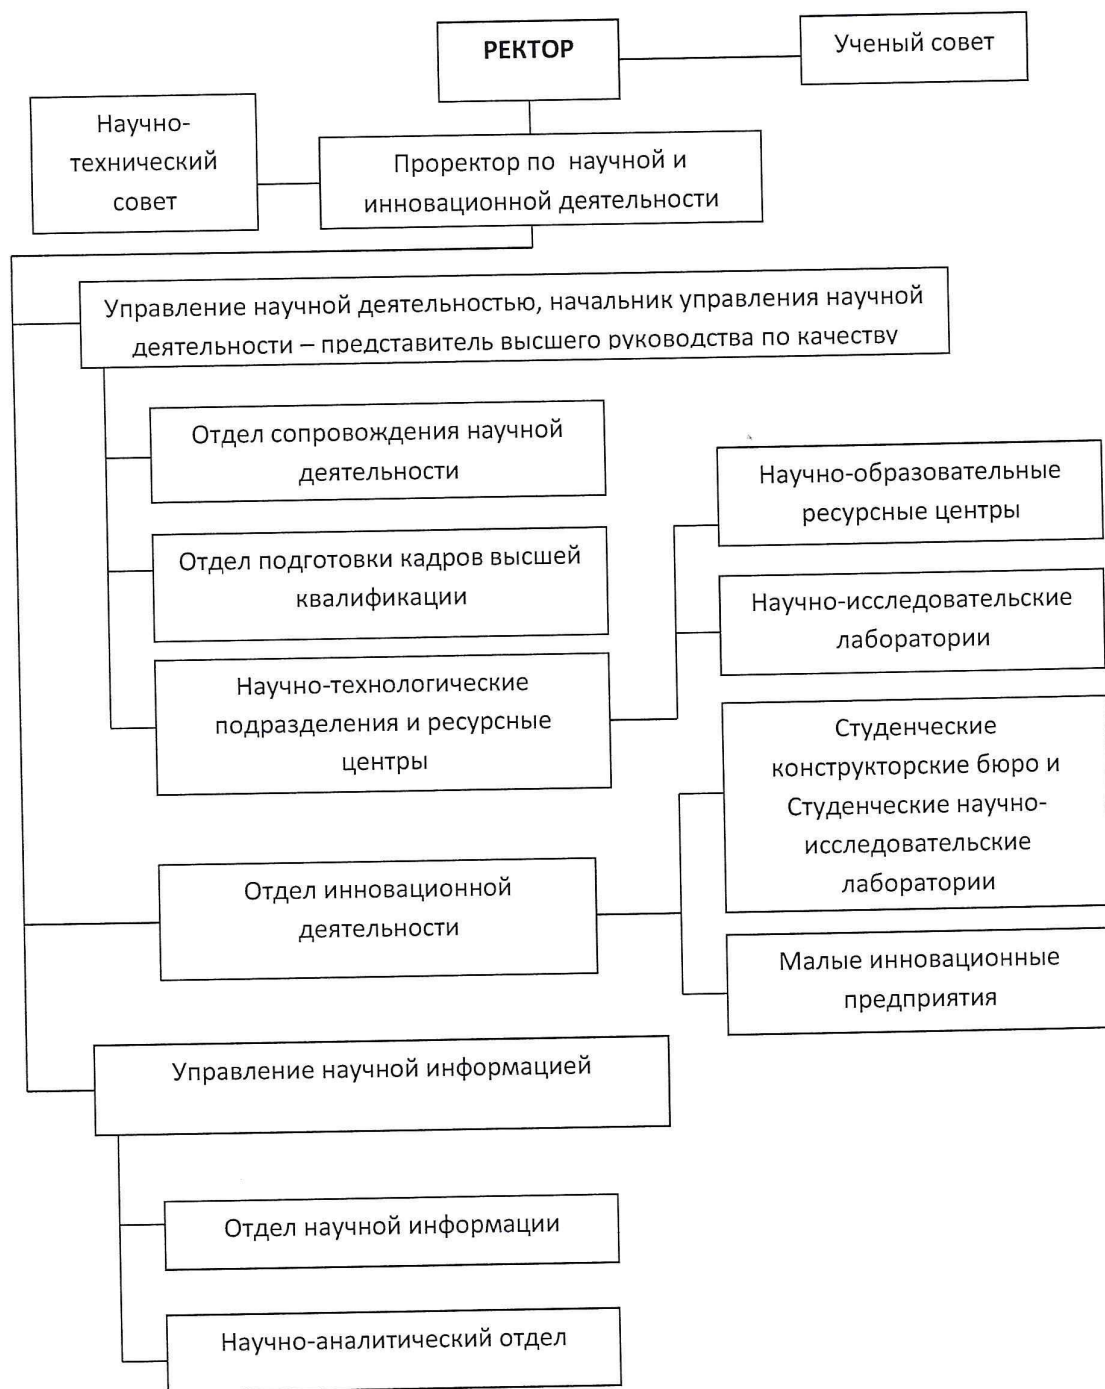 РЕКТОР
Ученый совет
Научно-
технический
совет
Проректор по научной и
инновационной деятельности
Управление научной деятельностью, начальник управления научной
деятельности – представитель высшего руководства по качеству
Отдел сопровождения научной
деятельности
Отдел подготовки кадров высшей
квалификации
Научно-технологические
подразделения и ресурсные
центры
Научно-образовательные
ресурсные центры
Научно-исследовательские
лаборатории
Студенческие
конструкторские бюро и
Студенческие научно-
исследовательские
лаборатории
Отдел инновационной
деятельности
Малые инновационные
предприятия
Управление научной информацией
Отдел научной информации
Научно-аналитический отдел